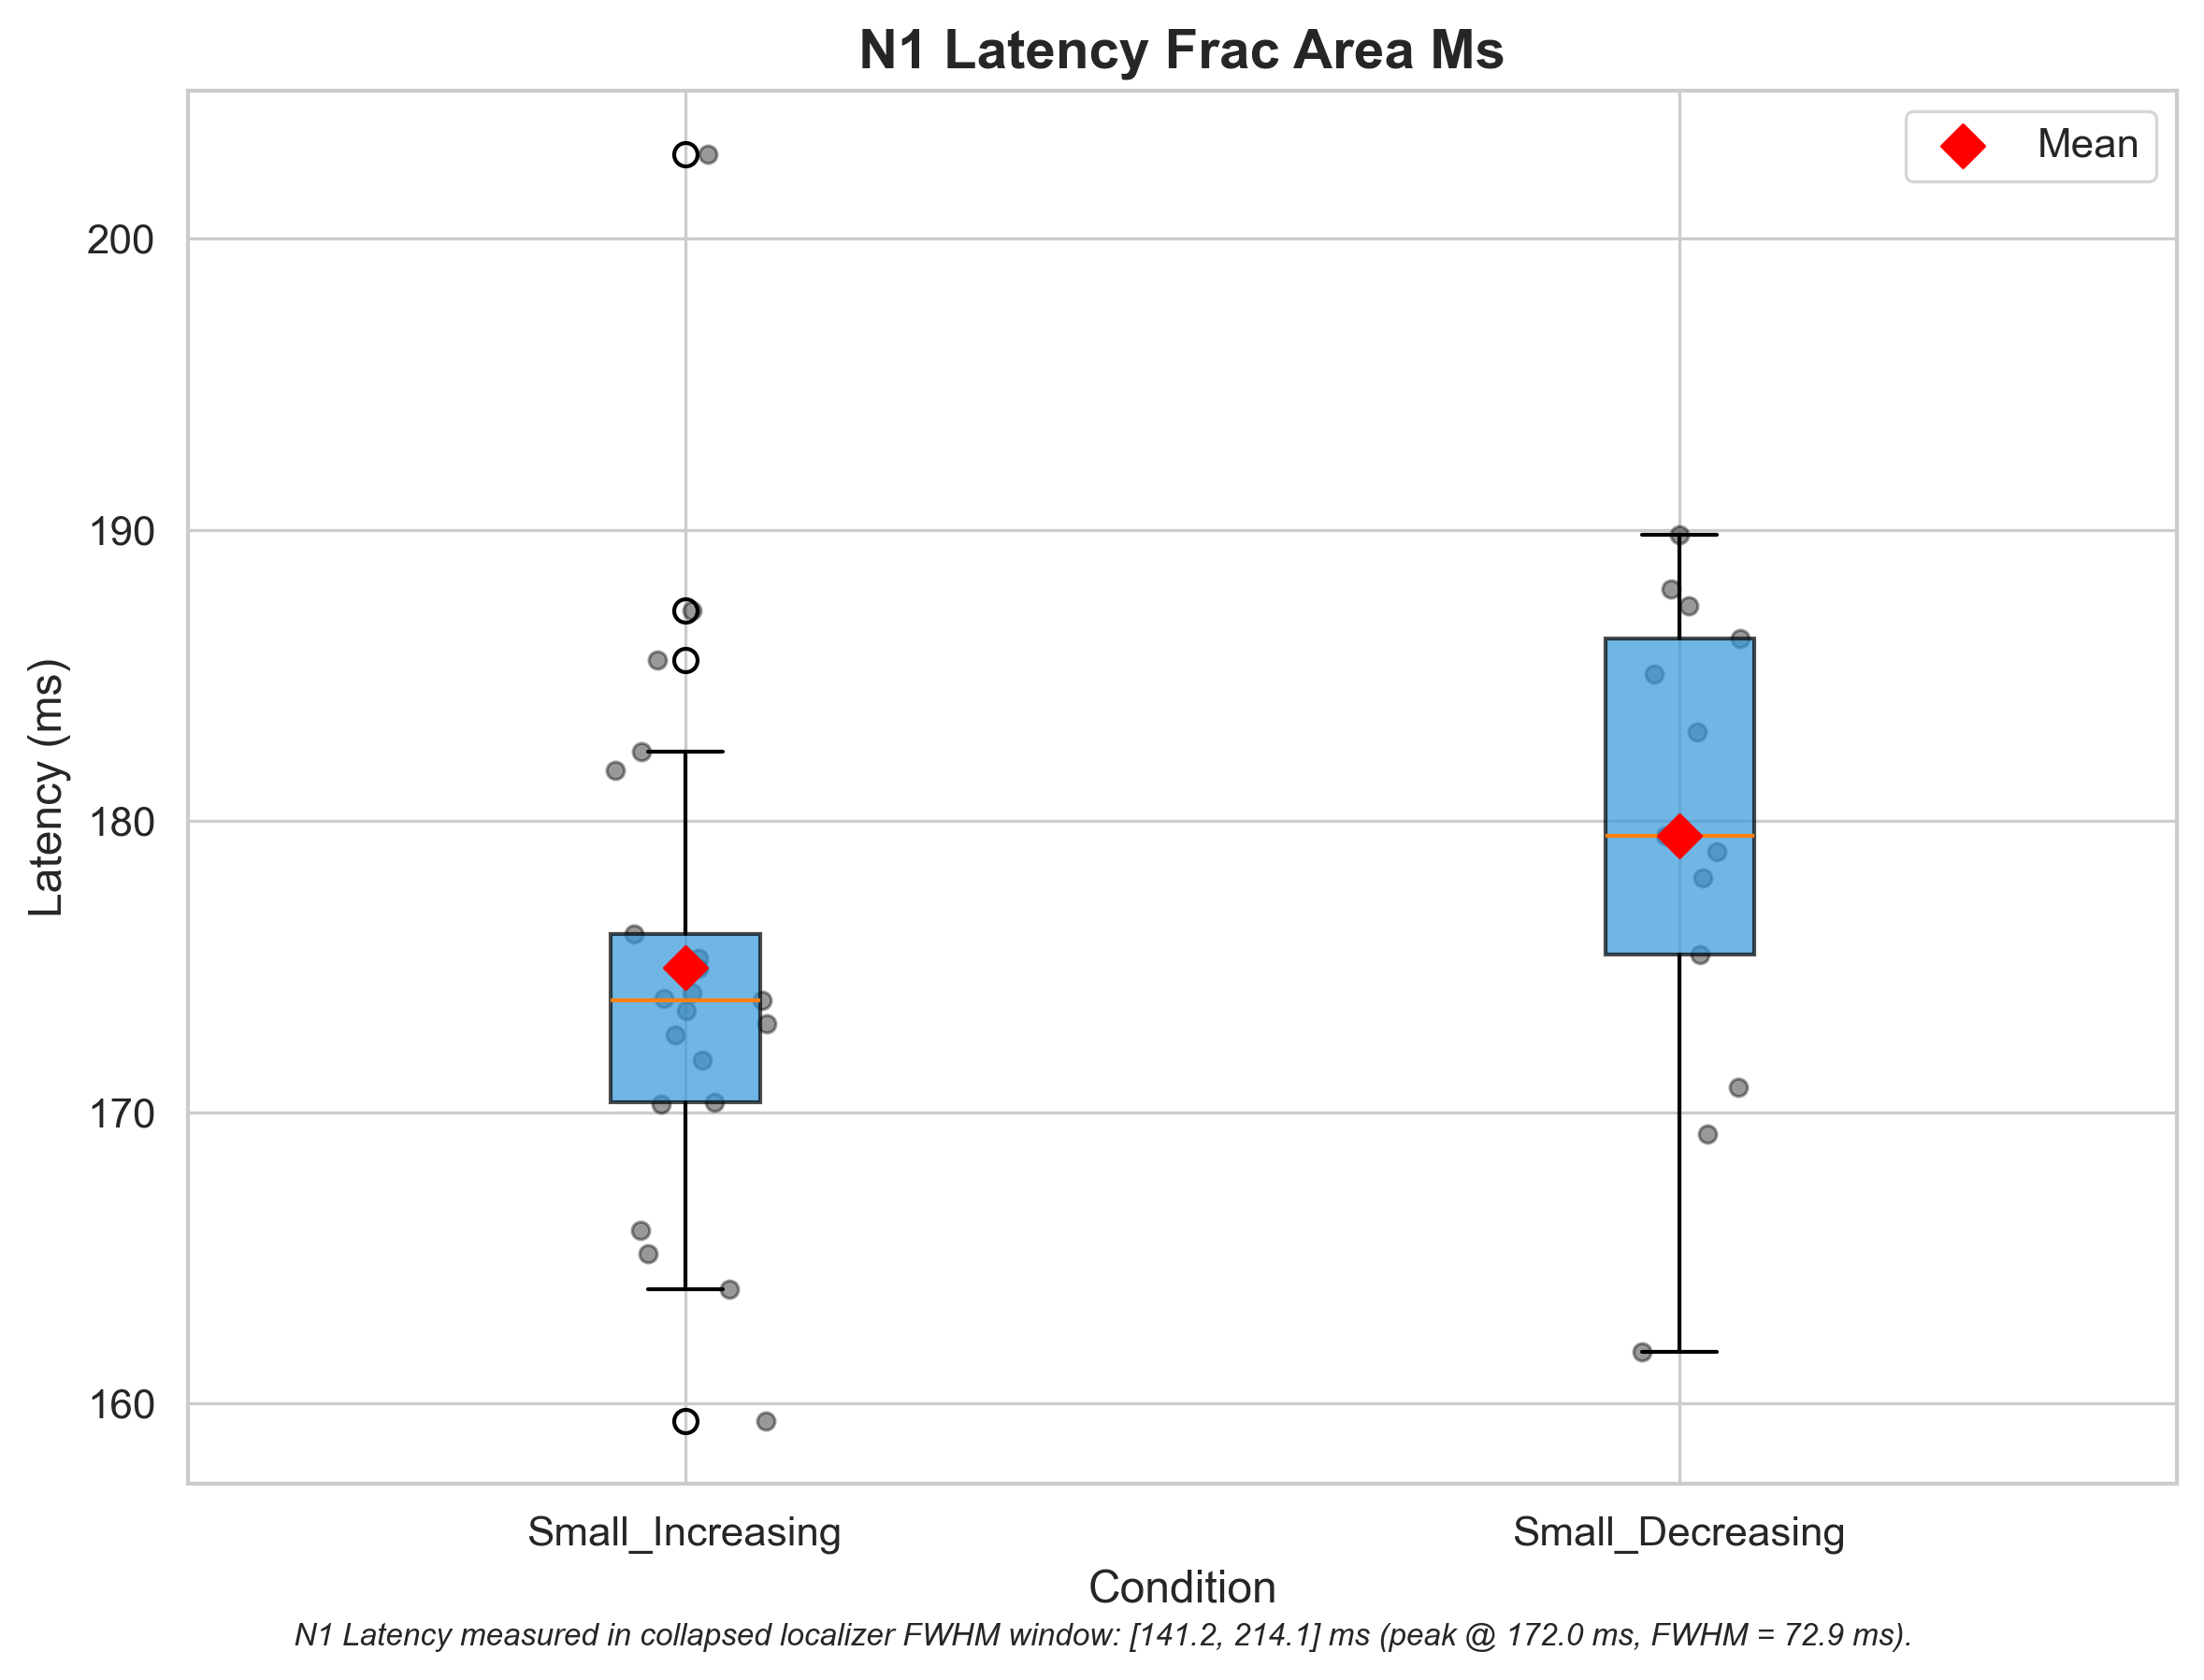 N1 Latency Frac Area Ms
Mean
200
190
180
170
160
Latency (ms)
Small_Increasing
Small_Decreasing
Condition
N1 Latency measured in collapsed localizer FWHM window: [141.2, 214.1] ms (peak @ 172.0 ms, FWHM = 72.9 ms).